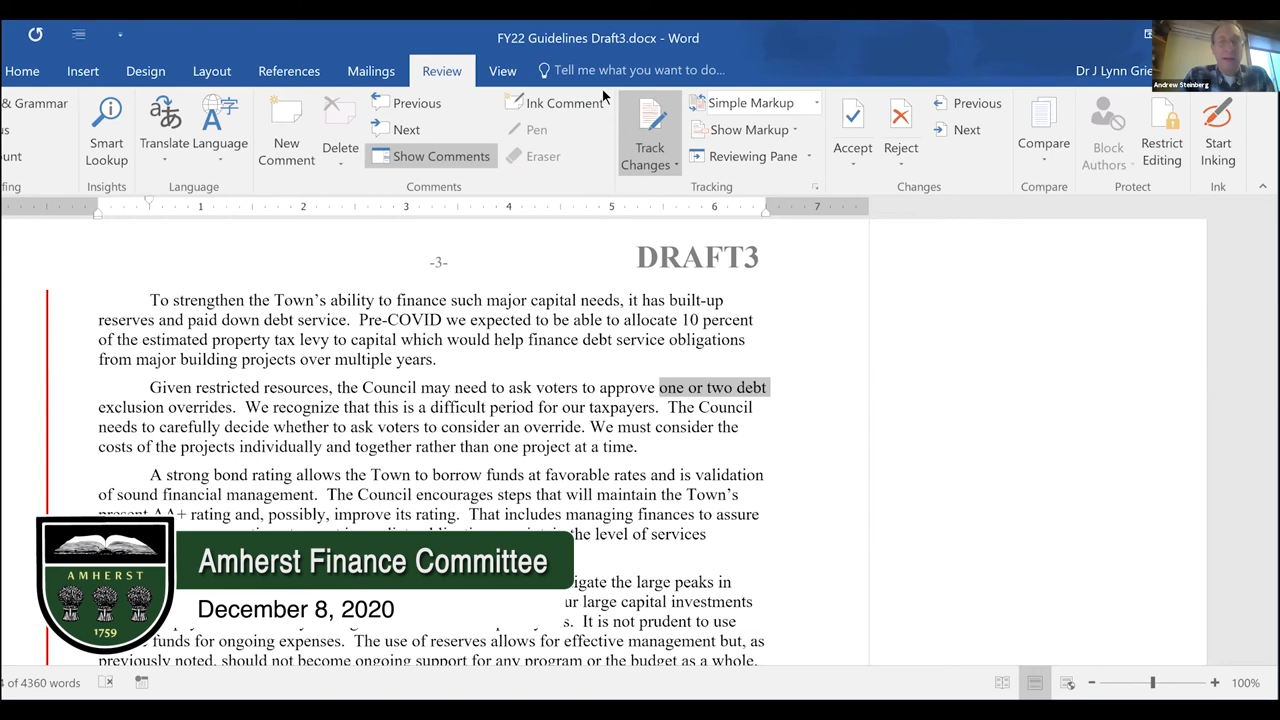 FY22 Guidelines Draft3.docx - Word
Home Insert Design Layout References Mailings Review View Tell me what you want to do... Dr J Lynn Grie
Andrew Steinberg
& Grammar
Smart Lookup
Translate Language
New Comment
Delete
Previous
Next
Show Comments
Ink Comment
Pen
Eraser
Track Changes
Simple Markup
Show Markup
Reviewing Pane
Accept Reject
Previous
Next
Compare
Block Authors
Restrict Editing
Start Inking
Insights Language Comments Tracking Changes Compare Protect Ink
1 2 3 4 5 6 7
-3- DRAFT3
To strengthen the Town's ability to finance such major capital needs, it has built-up
reserves and paid down debt service. Pre-COVID we expected to be able to allocate 10 percent
of the estimated property tax levy to capital which would help finance debt service obligations
from major building projects over multiple years.
Given restricted resources, the Council may need to ask voters to approve one or two debt
exclusion overrides. We recognize that this is a difficult period for our taxpayers. The Council
needs to carefully decide whether to ask voters to consider an override. We must consider the
costs of the projects individually and together rather than one project at a time.
A strong bond rating allows the Town to borrow funds at favorable rates and is validation
of sound financial management. The Council encourages steps that will maintain the Town's
present AA+ rating and, possibly, improve its rating. That includes managing finances to assure
the level of services
igate the large peaks in
ur large capital investments
s. It is not prudent to use
funds for ongoing expenses. The use of reserves allows for effective management but, as
previously noted, should not become ongoing support for any program or the budget as a whole.
AMHERST
1759
Amherst Finance Committee
December 8, 2020
of 4360 words
100%